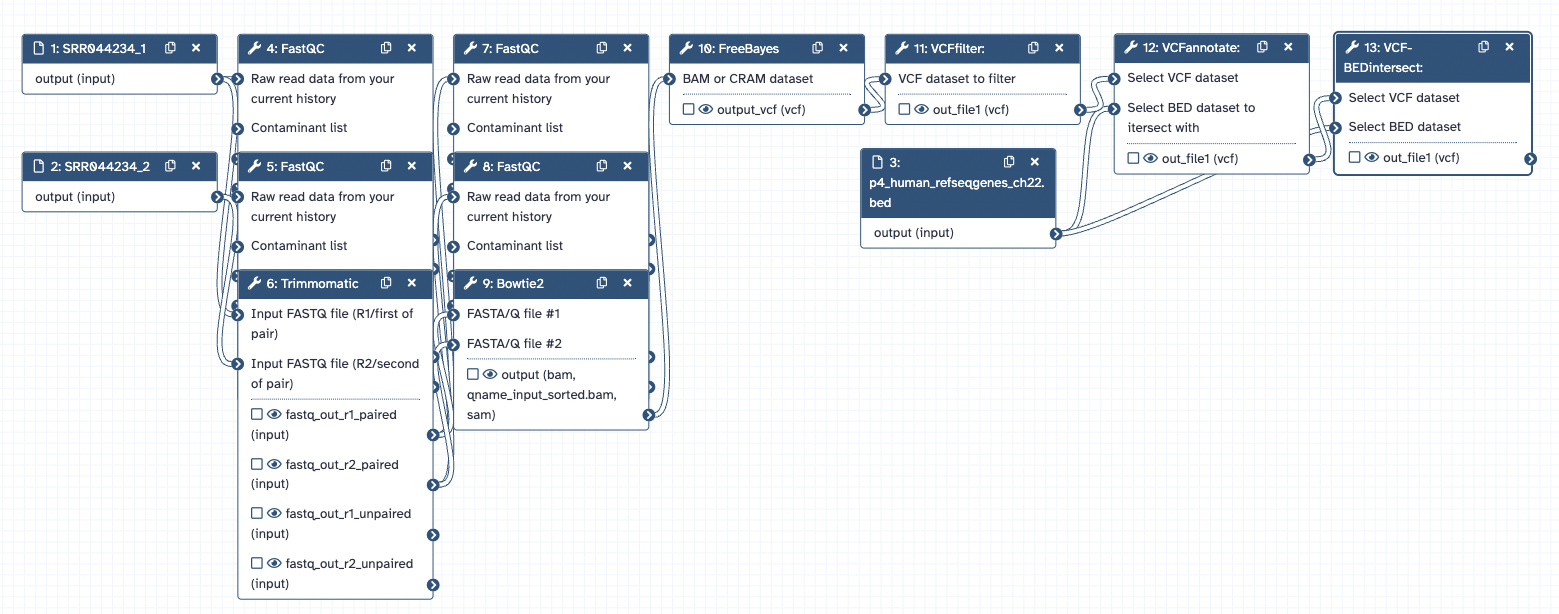 1: SRR044234_1
output (input)
2: SRR044234_2
output (input)
4: FastQC
Raw read data from your
current history
Contaminant list
5: FastQC
Raw read data from your
current history
Contaminant list
6: Trimmomatic
Input FASTQ file (R1/first of
pair)
Input FASTQ file (R2/second
of pair)
fastq_out_r1_paired
(input)
fastq_out_r2_paired
(input)
fastq_out_r1_unpaired
(input)
fastq_out_r2_unpaired
(input)
7: FastQC
Raw read data from your
current history
Contaminant list
8: FastQC
Raw read data from your
current history
Contaminant list
9: Bowtie2
FASTA/Q file #1
FASTA/Q file #2
output (bam,
qname_input_sorted.bam,
sam)
10: FreeBayes
BAM or CRAM dataset
output_vcf (vcf)
11: VCFfilter:
VCF dataset to filter
out_file1 (vcf)
3:
p4_human_refseqgenes_ch22.
bed
output (input)
12: VCFannotate:
Select VCF dataset
Select BED dataset to
itersect with
out_file1 (vcf)
13: VCF-
BEDintersect:
Select VCF dataset
Select BED dataset
out_file1 (vcf)